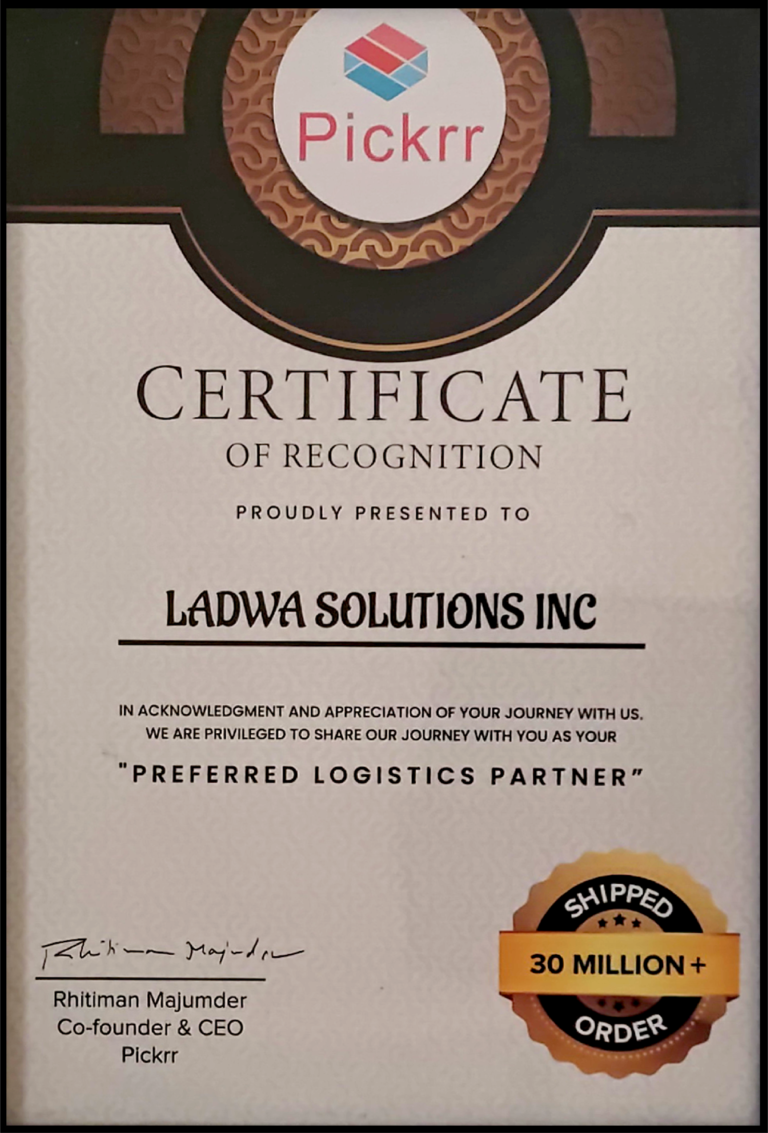 Pickrr
CERTIFICATE
OF RECOGNITION
PROUDLY PRESENTED TO
LADWA SOLUTIONS INC
IN ACKNOWLEDGMENT AND APPRECIATION OF YOUR JOURNEY WITH US.
WE ARE PRIVILEGED TO SHARE OUR JOURNEY WITH YOU AS YOUR
"PREFERRED LOGISTICS PARTNER”
Rhitiman Majumder
Rhitiman Majumder
Co-founder & CEO
Pickrr
SHIPPED
30 MILLION +
ORDER